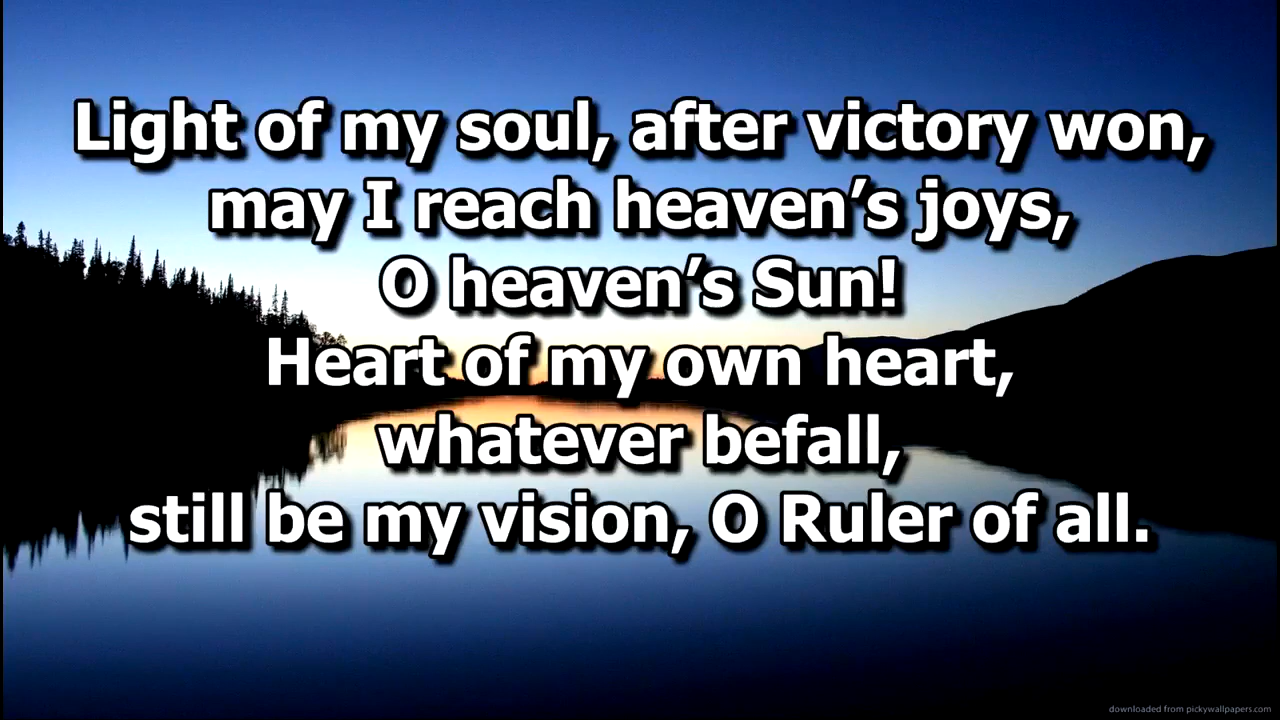 Light of my soul, after victory won,
may I reach heaven’s joys,
O heaven’s Sun!
Heart of my own heart,
whatever befall,
still be my vision, O Ruler of all.
downloaded from pickywallpapers.com